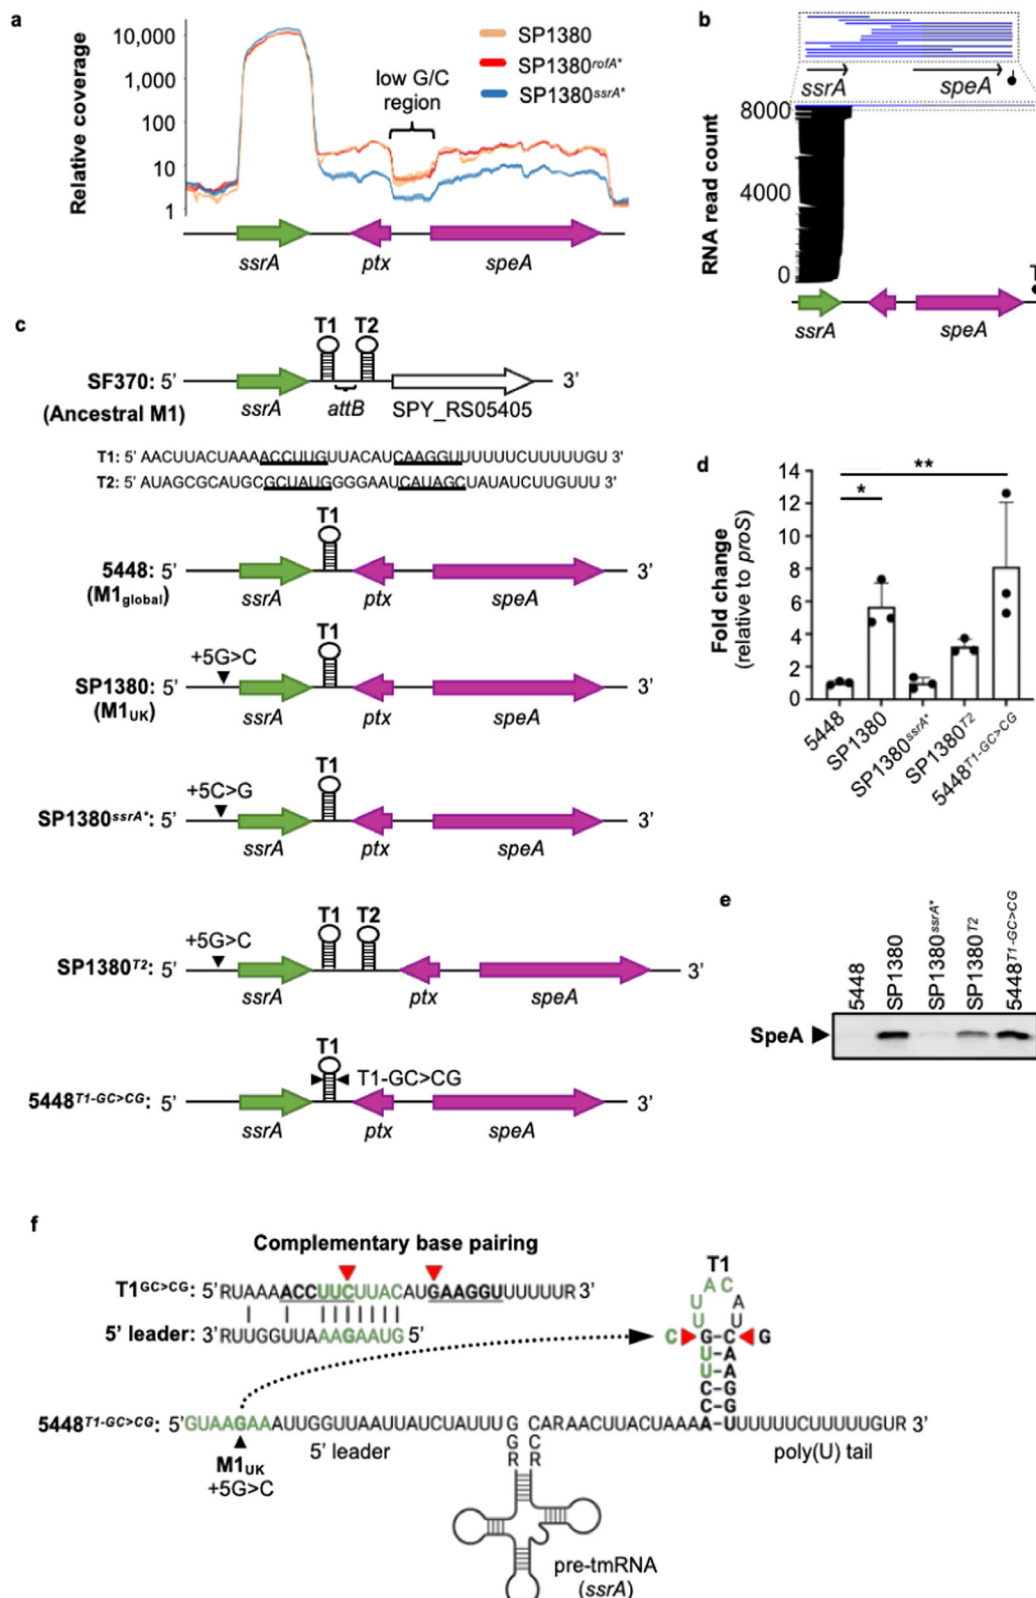 a
Relative coverage
10,000
1,000
100
10
1
low G/C
region
SP1380
SP1380rofA*
SP1380ssrA*
ssrA
ptx
speA
b
ssrA
speA
RNA read count
8000
4000
0
T
ssrA
speA
c
T1 T2
SF370: 5’ 3’
(Ancestral M1)
ssrA attB SPY_RS05405
T1: 5’ AACUUACUAAAACCUUGUUACAUCAAGGUUUUUUCUUUUUGU 3’
T2: 5’ AUAGCGCAUGCGCUAUGGGGAAUCAUAGCUAUAUCUUGUUU 3’
T1
5448: 5’ 3’
(M1global)
ssrA ptx speA
T1
+5G>C
SP1380: 5’ 3’
(M1UK)
ssrA ptx speA
T1
+5C>G
SP1380ssrA*: 5’ 3’
ssrA ptx speA
T1 T2
+5G>C
SP1380T2: 5’ 3’
ssrA ptx speA
T1
T1-GC>CG
5448T1-GC>CG: 5’ 3’
ssrA ptx speA
d
Fold change
(relative to proS)
14
12
10
8
6
4
2
0
**
*
5448
SP1380
SP1380ssrA*
SP1380T2
5448T1-GC>CG
e
5448
SP1380
SP1380ssrA*
SP1380T2
5448T1-GC>CG
SpeA
f
Complementary base pairing
T1GC>CG: 5’RUAAAACCUUCUUACAUGAAGGUUUUUUR3’
5’ leader: 3’RUUGGUUAAAGAAUG5’
T1
A C
U A
U U
C G-C G
U-A
U-A
C-G
C-G
A-U
5448T1-GC>CG: 5’GUAAGAAAUUGGUUAAUUAUCUAUUU G CARAACUUACUAAAA UUUUUCUUUUUGUR 3’
G C
R R
M1UK
+5G>C
5’ leader
poly(U) tail
pre-tmRNA
(ssrA)